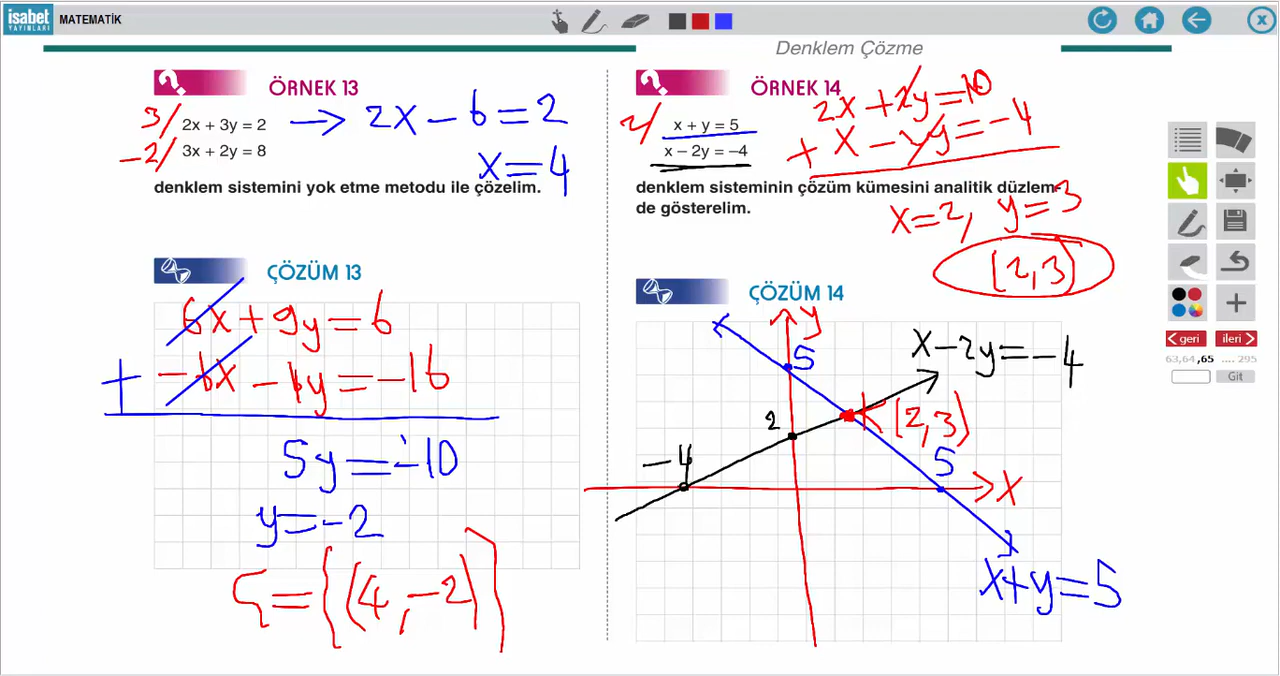 isabet
YAYINLARI
MATEMATİK
Denklem Çözme
ÖRNEK 13
3/ 2x + 3y = 2 → 2x - 6 = 2
-2/ 3x + 2y = 8
x = 4
denklem sistemini yok etme metodu ile çözelim.
ÇÖZÜM 13
6x + 9y = 6
+ -6x - 4y = -16
5y = -10
y = -2
Ç = {(4, -2)}
ÖRNEK 14
2/ x + y = 5
x – 2y = –4
2x + 2y = 10
+ x - 2y = -4
denklem sisteminin çözüm kümesini analitik düzlem-
de gösterelim.
x = 2, y = 3
(2,3)
ÇÖZÜM 14
y
5
x - 2y = -4
2
K(2,3)
-4
5
x
x + y = 5
geri
ileri
63,64,65 .... 295
Git